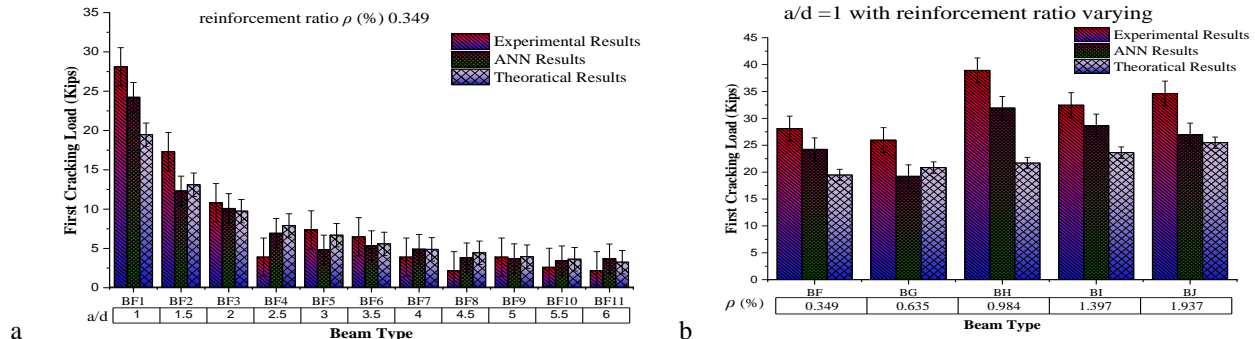 reinforcement ratio ρ (%) 0.349
Experimental Results
ANN Results
Theoratical Results
First Cracking Load (Kips)
35
30
25
20
15
10
5
0
BF1 BF2 BF3 BF4 BF5 BF6 BF7 BF8 BF9 BF10 BF11
a/d 1 1.5 2 2.5 3 3.5 4 4.5 5 5.5 6
Beam Type
a
a/d =1 with reinforcement ratio varying
Experimental Results
ANN Results
Theoratical Results
First Cracking Load (Kips)
45
40
35
30
25
20
15
10
5
0
BF BG BH BI BJ
ρ (%) 0.349 0.635 0.984 1.397 1.937
Beam Type
b